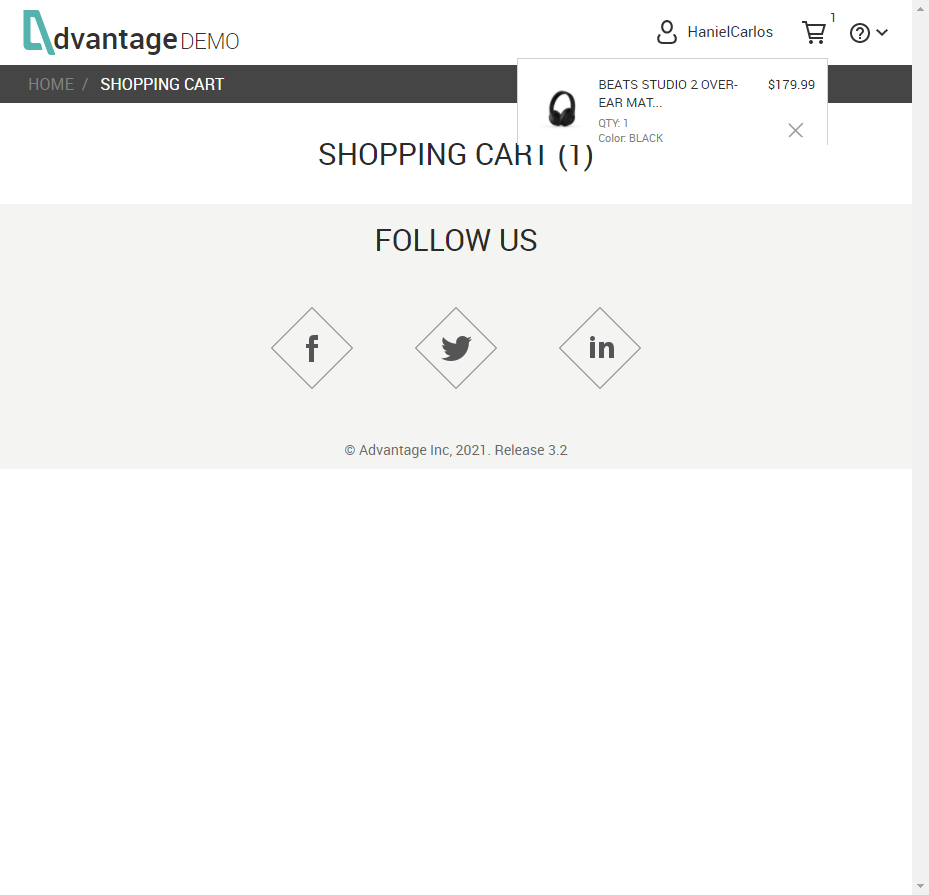 dvantage DEMO
HanielCarlos
1
HOME / SHOPPING CART
BEATS STUDIO 2 OVER-
EAR MAT...
$179.99
QTY: 1
Color: BLACK
SHOPPING CART (1)
FOLLOW US
f
in
© Advantage Inc, 2021. Release 3.2